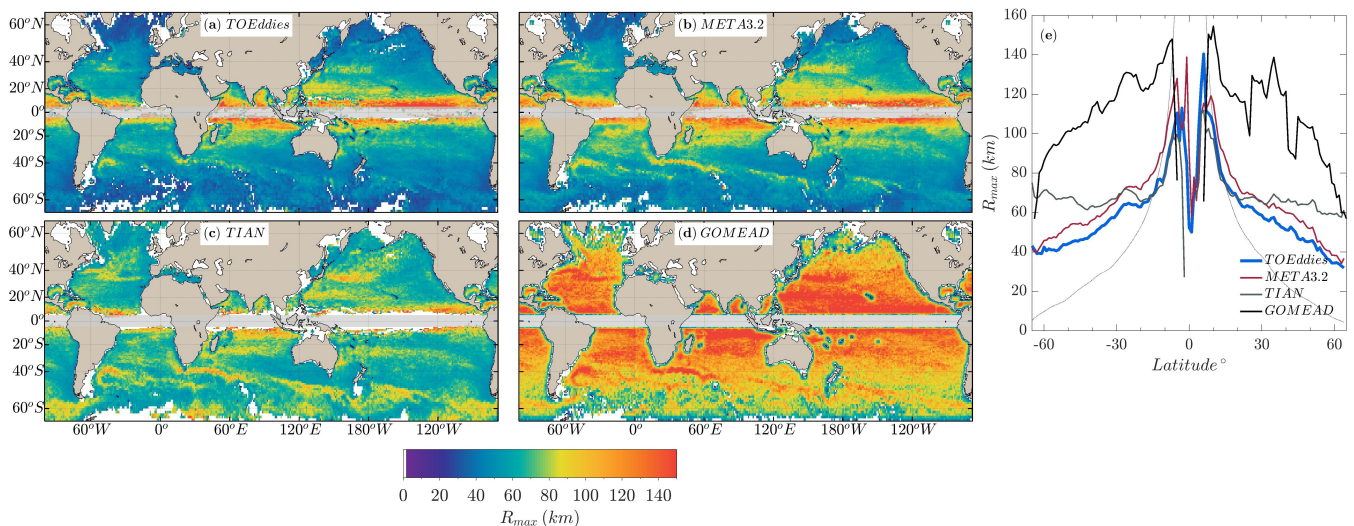 (a) TOEddies
(b) META3.2
60°N
40°N
20°N
0°
20°S
40°S
60°S
(c) TIAN
(d) GOMEAD
60°N
40°N
20°N
0°
20°S
40°S
60°S
60°W 0° 60°E 120°E 180°W 120°W
60°W 0° 60°E 120°E 180°W 120°W
0 20 40 60 80 100 120 140
Rmax (km)
(e)
160
140
120
100
80
60
40
20
0
Rmax (km)
TOEddies
META3.2
TIAN
GOMEAD
-65 -30 0 30 60
Latitude°